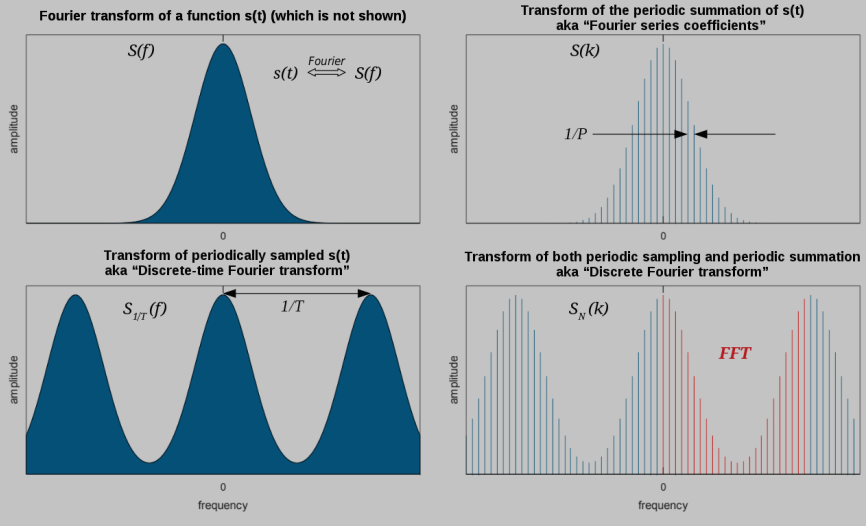 Fourier transform of a function s(t) (which is not shown)
S(f)
s(t) Fourier S(f)
amplitude
0
Transform of the periodic summation of s(t)
aka “Fourier series coefficients”
S(k)
1/P
amplitude
0
Transform of periodically sampled s(t)
aka “Discrete-time Fourier transform”
S1/T(f)
1/T
amplitude
0
frequency
Transform of both periodic sampling and periodic summation
aka “Discrete Fourier transform”
SN(k)
FFT
amplitude
0
frequency